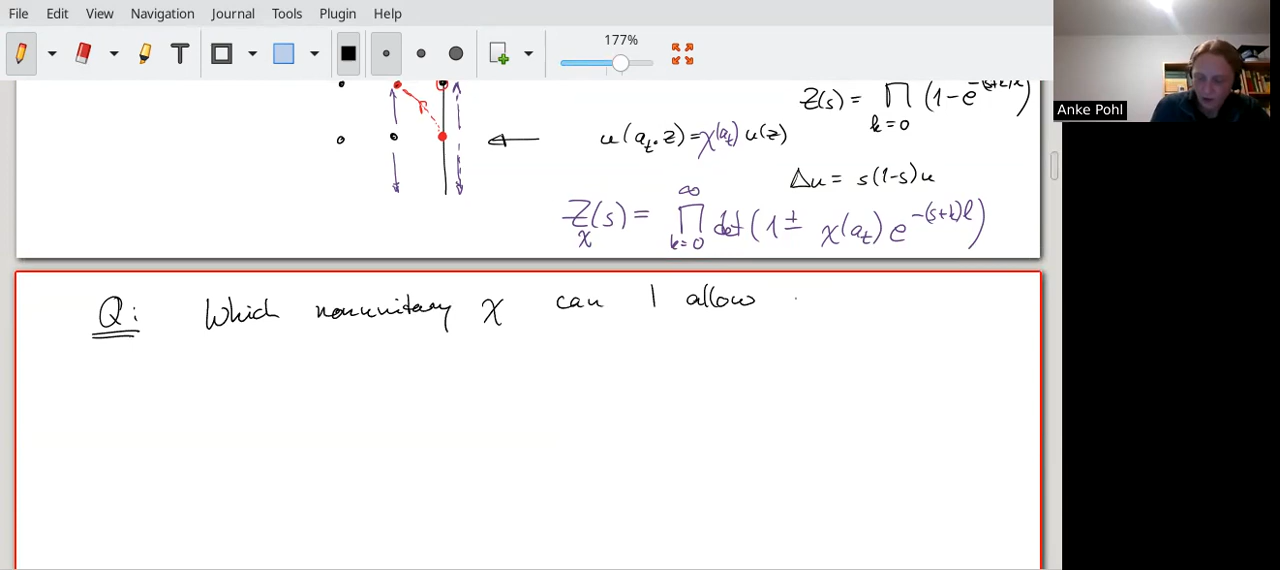 File Edit View Navigation Journal Tools Plugin Help
177%
Z(s) = ∏ k=0 (1 - e^{-(s+k)ℓ})
u(a_t.z) = χ(a_t) u(z)
Δu = s(1-s)u
Z_χ(s) = ∏_{k=0}^{∞} det(1 ± χ(a_t) e^{-(s+k)ℓ})
Q: Which nonunitary χ can I allow
Anke Pohl